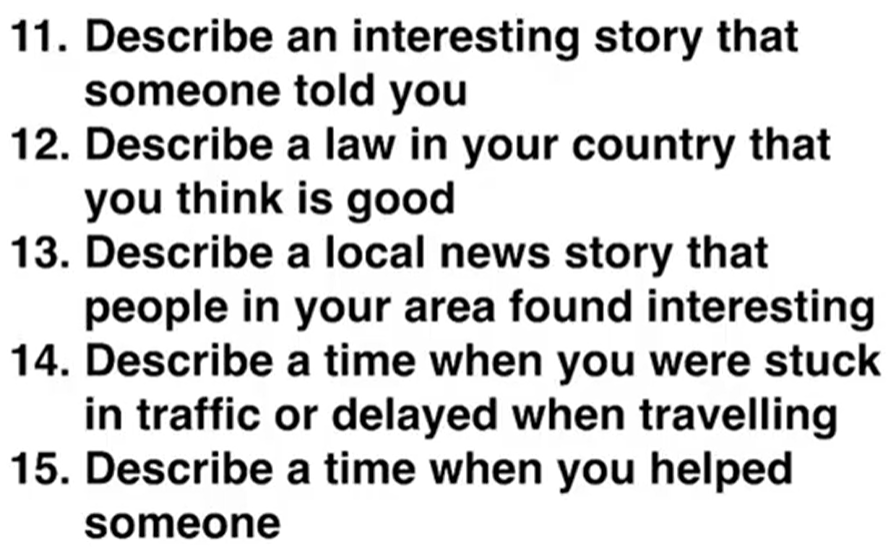 11. Describe an interesting story that
someone told you
12. Describe a law in your country that
you think is good
13. Describe a local news story that
people in your area found interesting
14. Describe a time when you were stuck
in traffic or delayed when travelling
15. Describe a time when you helped
someone